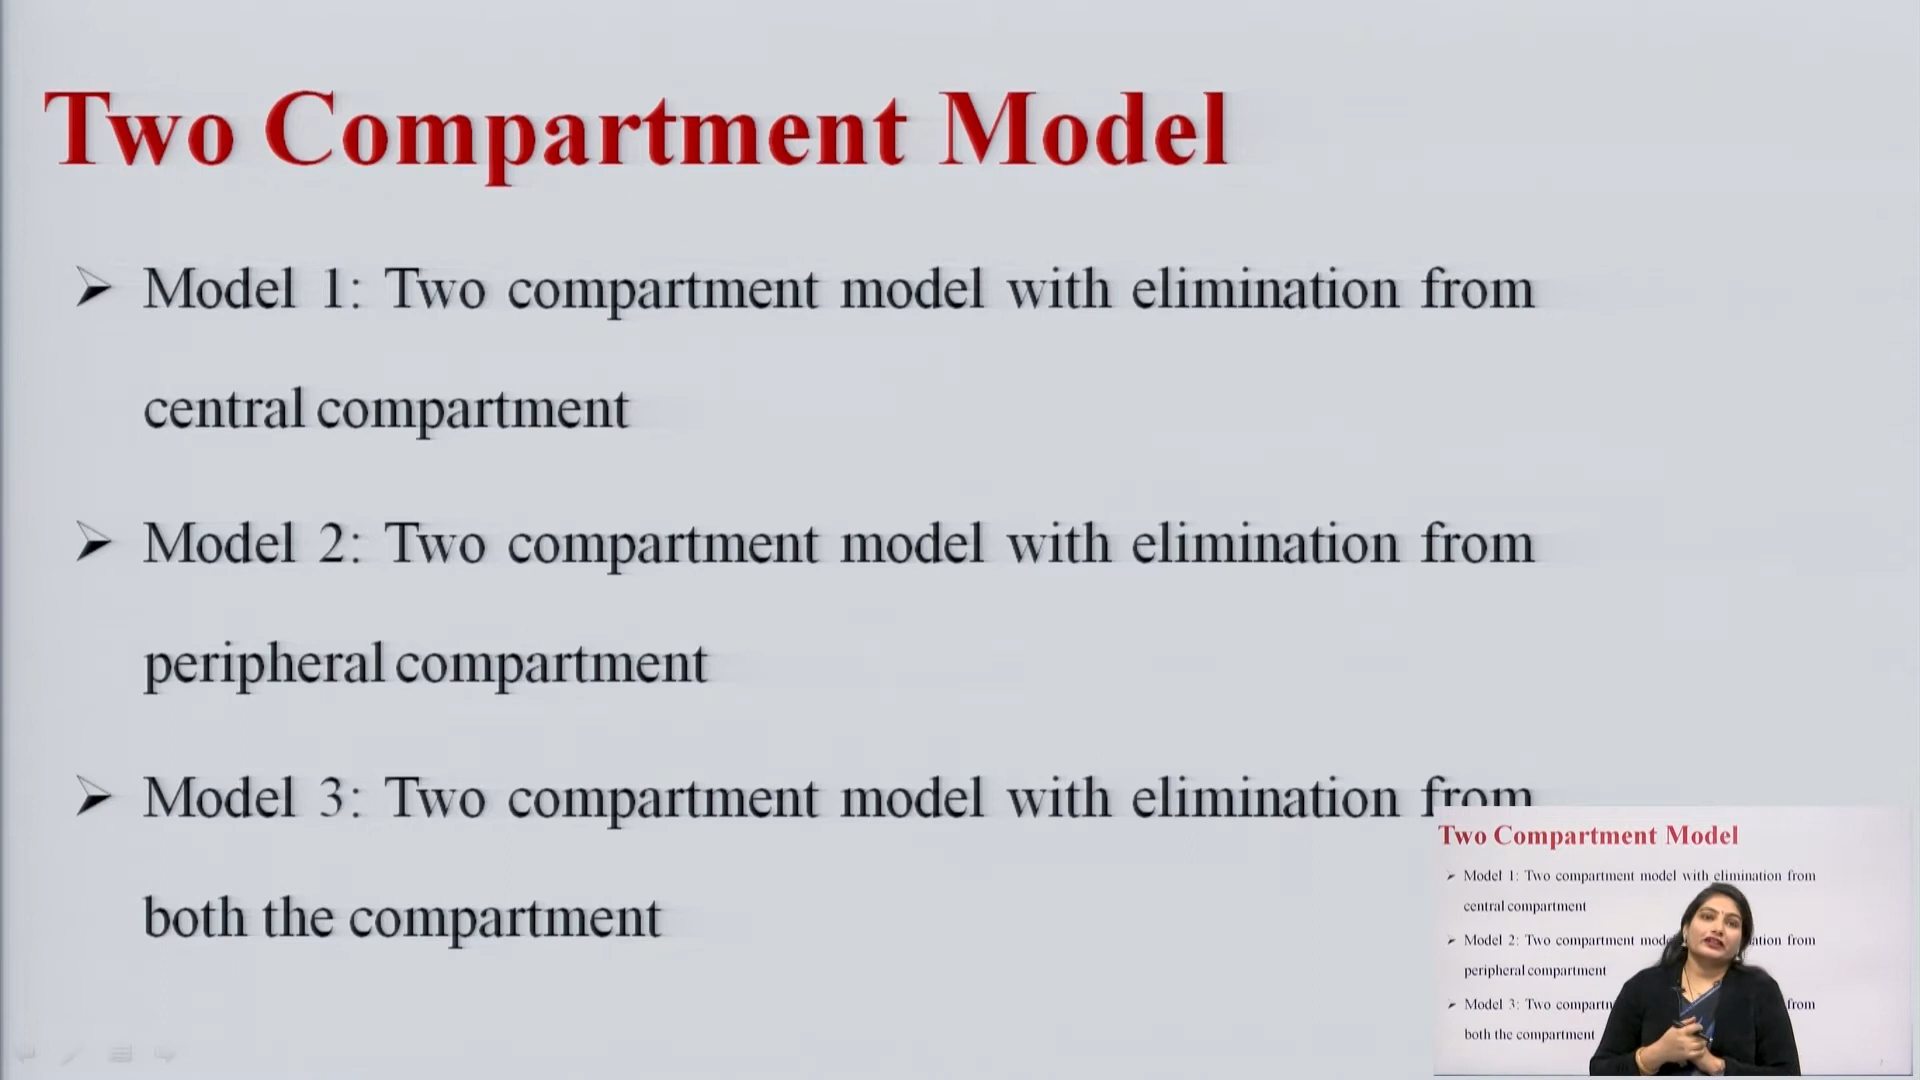 Two Compartment Model
➢ Model 1: Two compartment model with elimination from
central compartment
➢ Model 2: Two compartment model with elimination from
peripheral compartment
➢ Model 3: Two compartment model with elimination from
both the compartment
Two Compartment Model
➢ Model 1: Two compartment model with elimination from
central compartment
➢ Model 2: Two compartment from
peripheral compartment
➢ Model 3: Two from
both the compartment